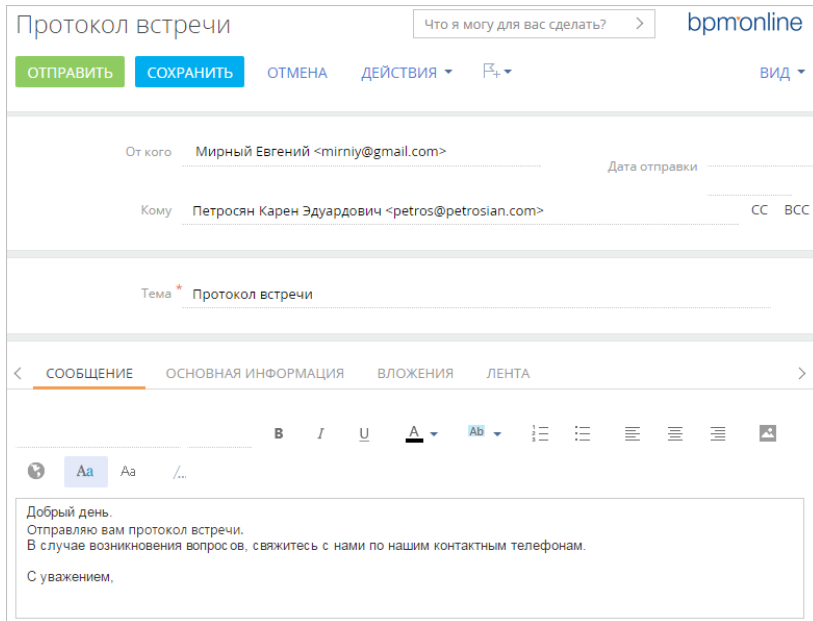 Протокол встречи
Что я могу для вас сделать?
bpmonline
ОТПРАВИТЬ СОХРАНИТЬ ОТМЕНА ДЕЙСТВИЯ ВИД
От кого Мирный Евгений <mirniy@gmail.com>
Дата отправки
Кому Петросян Карен Эдуардович <petros@petrosian.com> CC BCC
Тема * Протокол встречи
СООБЩЕНИЕ ОСНОВНАЯ ИНФОРМАЦИЯ ВЛОЖЕНИЯ ЛЕНТА
B I U A Ab
Aa Aa /...
Добрый день.
Отправляю вам протокол встречи.
В случае возникновения вопросов, свяжитесь с нами по нашим контактным телефонам.
С уважением,